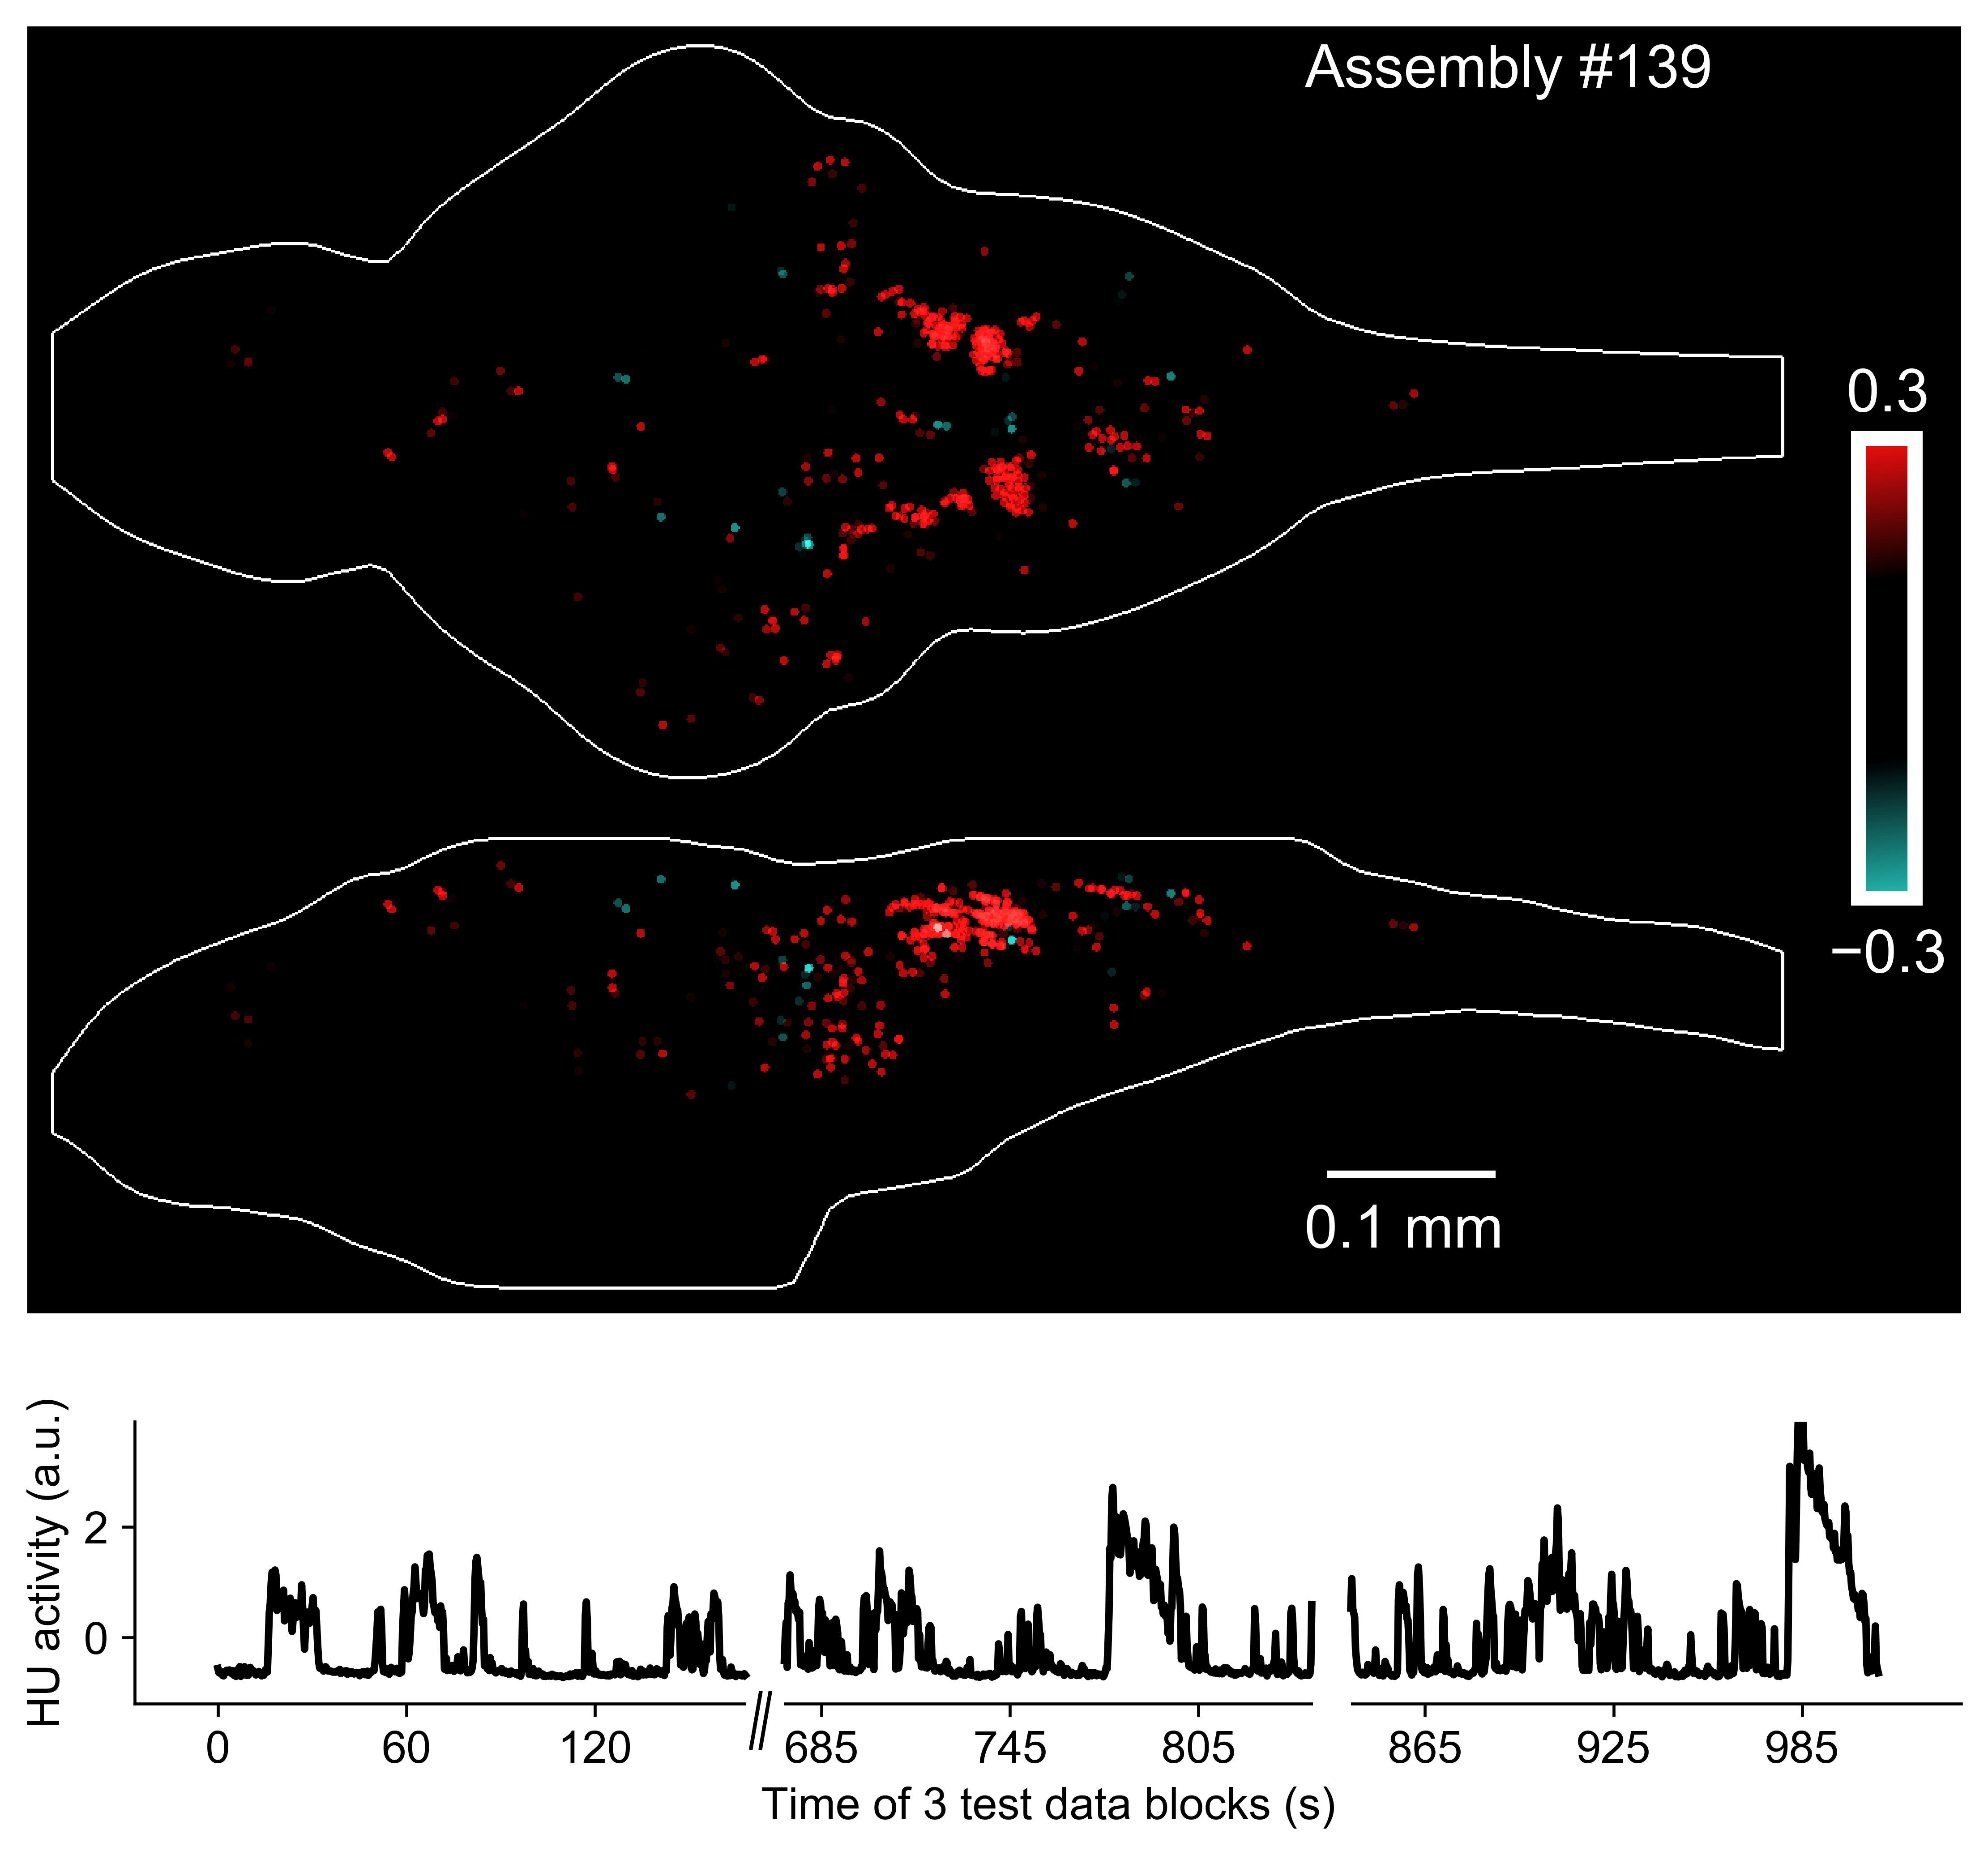 Assembly #139
0.3
−0.3
0.1 mm
HU activity (a.u.)
2
0
0 60 120 685 745 805 865 925 985
Time of 3 test data blocks (s)